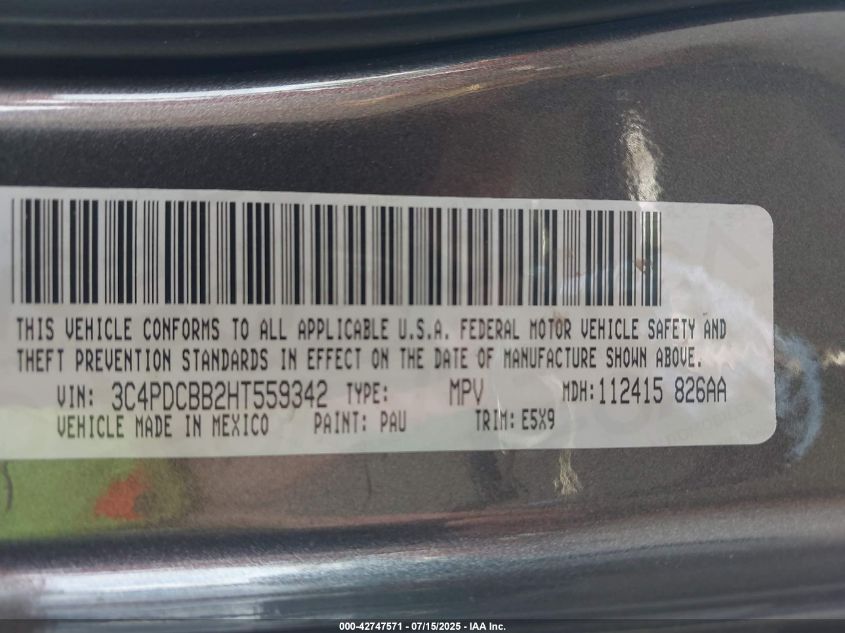 THIS VEHICLE CONFORMS TO ALL APPLICABLE U.S.A. FEDERAL MOTOR VEHICLE SAFETY AND
THEFT PREVENTION STANDARDS IN EFFECT ON THE DATE OF MANUFACTURE SHOWN ABOVE.
VIN: 3C4PDCBB2HT559342 TYPE: MPV MDH: 112415 826AA
VEHICLE MADE IN MEXICO PAINT: PAU TRIM: E5X9
000-42747571 - 07/15/2025 - IAA Inc.